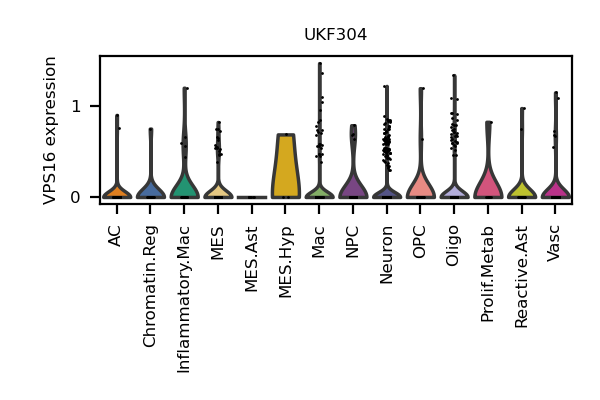 UKF304
VPS16 expression
1
0
AC
Chromatin.Reg
Inflammatory.Mac
MES
MES.Ast
MES.Hyp
Mac
NPC
Neuron
OPC
Oligo
Prolif.Metab
Reactive.Ast
Vasc